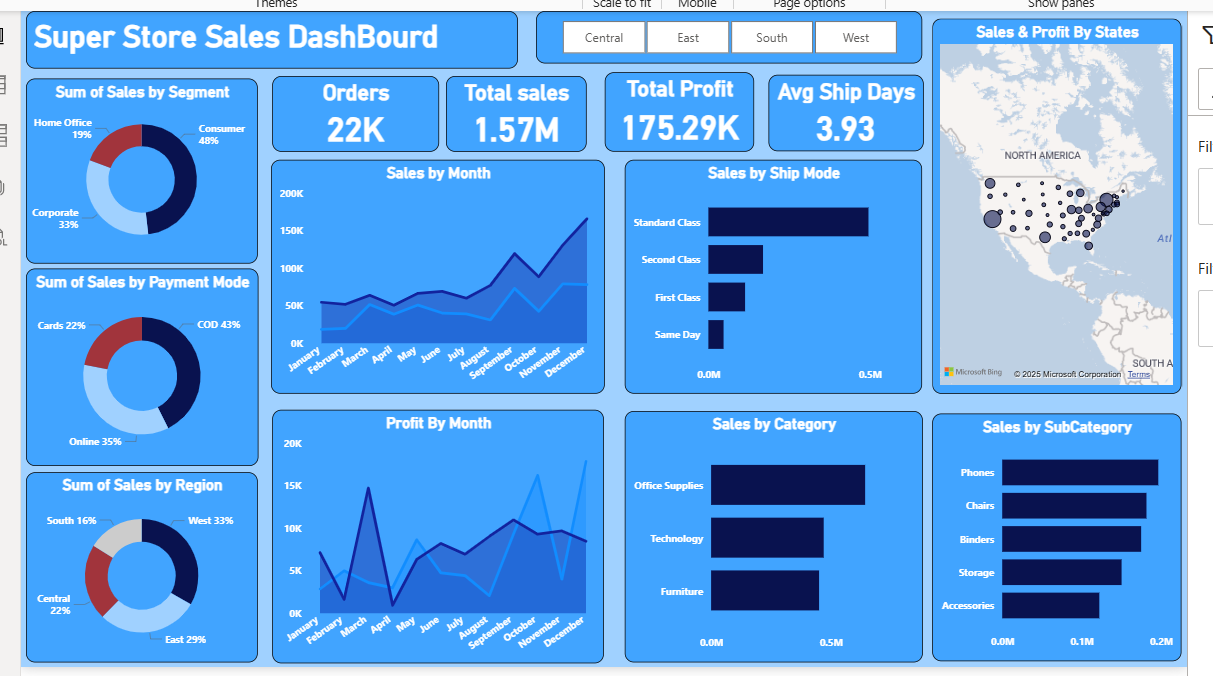 Themes
Scale to fit
Mobile
Page options
Show panes
Super Store Sales DashBourd
Central
East
South
West
Sales & Profit By States
Sum of Sales by Segment
Home Office
19%
Consumer
48%
Corporate
33%
Orders
22K
Total sales
1.57M
Total Profit
175.29K
Avg Ship Days
3.93
Sales by Month
200K
150K
100K
50K
0K
January
February
March
April
May
June
July
August
September
October
November
December
Sales by Ship Mode
Standard Class
Second Class
First Class
Same Day
0.0M
0.5M
NORTH AMERICA
Atl
SOUTH A
Microsoft Bing
© 2025 Microsoft Corporation
Terms
Fil
Fil
Sum of Sales by Payment Mode
Cards 22%
COD 43%
Online 35%
Sum of Sales by Region
South 16%
West 33%
Central
22%
East 29%
Profit By Month
20K
15K
10K
5K
0K
January
February
March
April
May
June
July
August
September
October
November
December
Sales by Category
Office Supplies
Technology
Furniture
0.0M
0.5M
Sales by SubCategory
Phones
Chairs
Binders
Storage
Accessories
0.0M
0.1M
0.2M